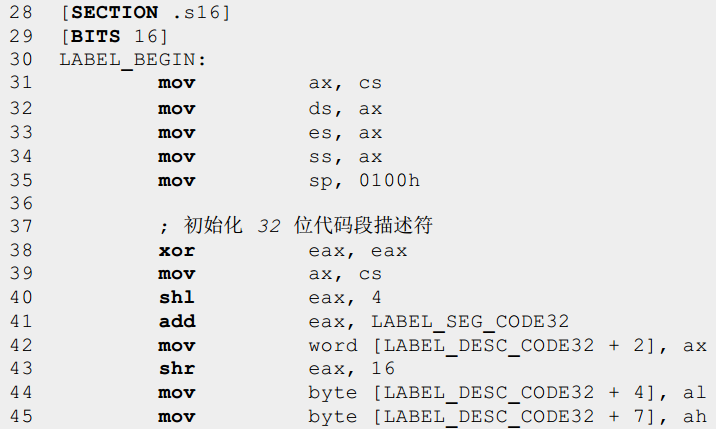 28 [SECTION .s16]
29 [BITS 16]
30 LABEL_BEGIN:
31 mov ax, cs
32 mov ds, ax
33 mov es, ax
34 mov ss, ax
35 mov sp, 0100h
36
37 ; 初始化 32 位代码段描述符
38 xor eax, eax
39 mov ax, cs
40 shl eax, 4
41 add eax, LABEL_SEG_CODE32
42 mov word [LABEL_DESC_CODE32 + 2], ax
43 shr eax, 16
44 mov byte [LABEL_DESC_CODE32 + 4], al
45 mov byte [LABEL_DESC_CODE32 + 7], ah